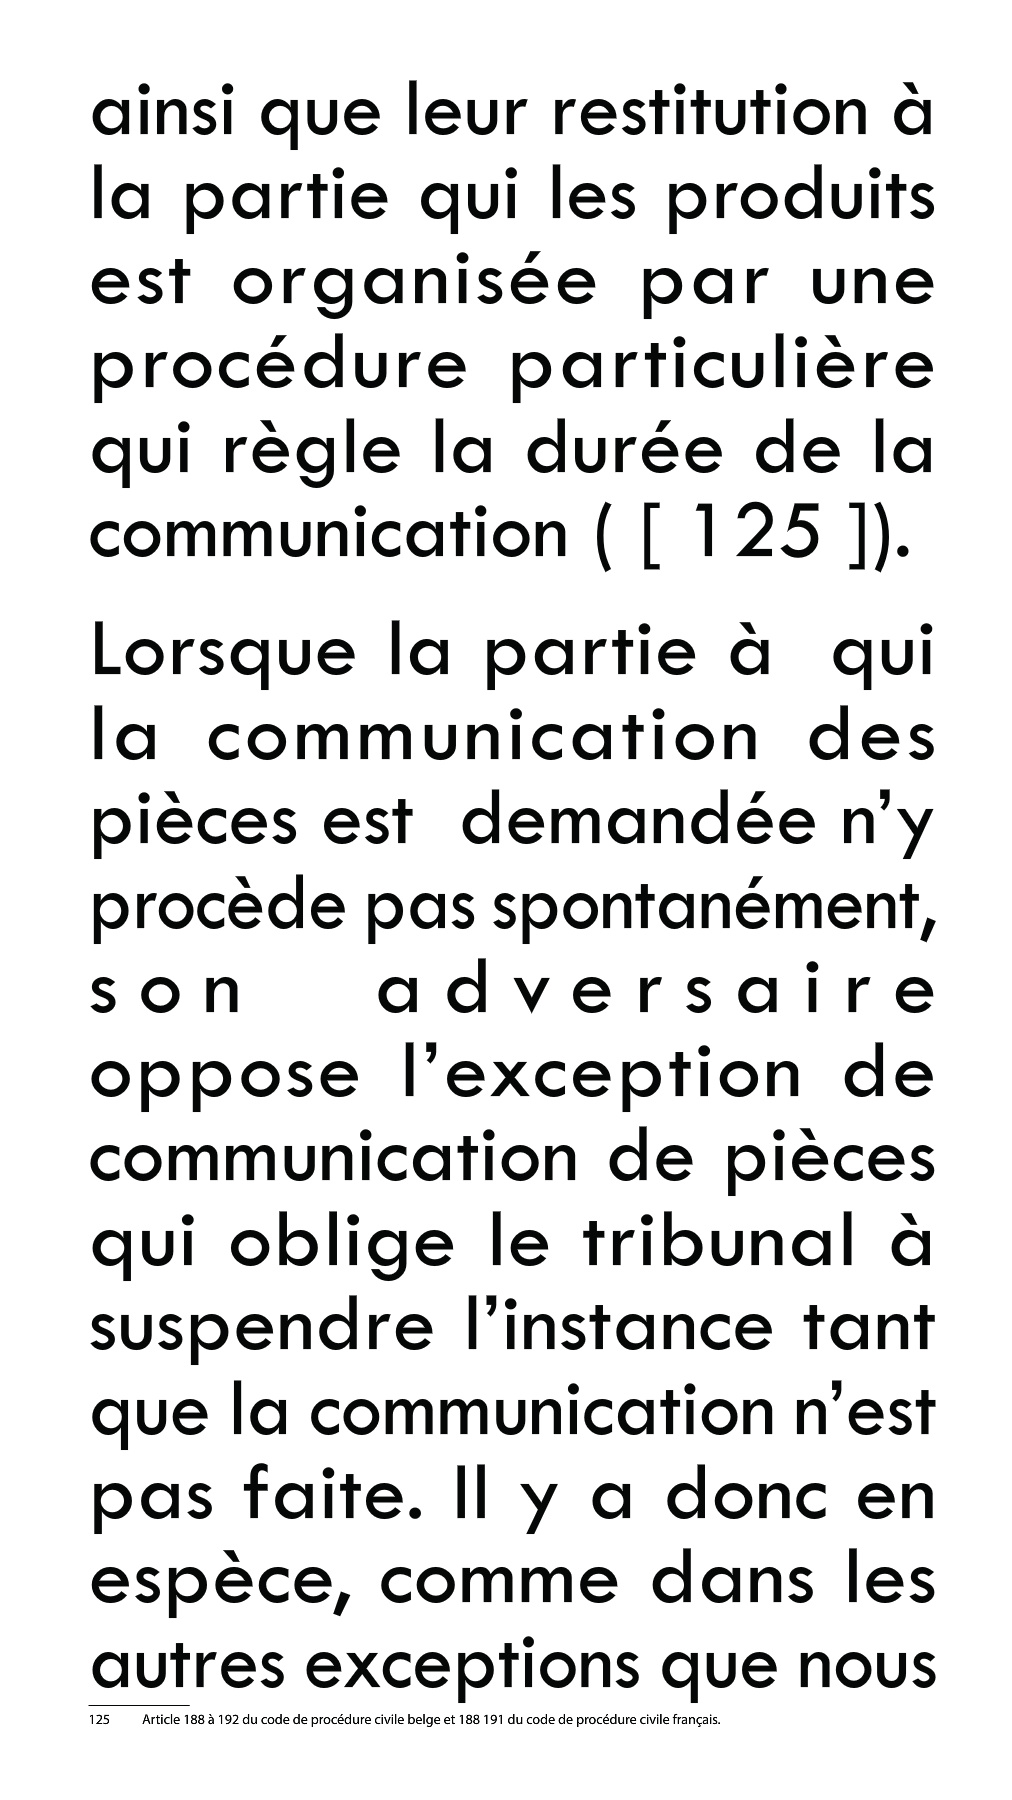 ainsi que leur restitution à
la partie qui les produits
est organisée par une
procédure particulière
qui règle la durée de la
communication ( [ 125 ]).
Lorsque la partie à qui
la communication des
pièces est demandée n’y
procède pas spontanément,
son adversaire
oppose l’exception de
communication de pièces
qui oblige le tribunal à
suspendre l’instance tant
que la communication n’est
pas faite. Il y a donc en
espèce, comme dans les
autres exceptions que nous
125 Article 188 à 192 du code de procédure civile belge et 188 191 du code de procédure civile français.